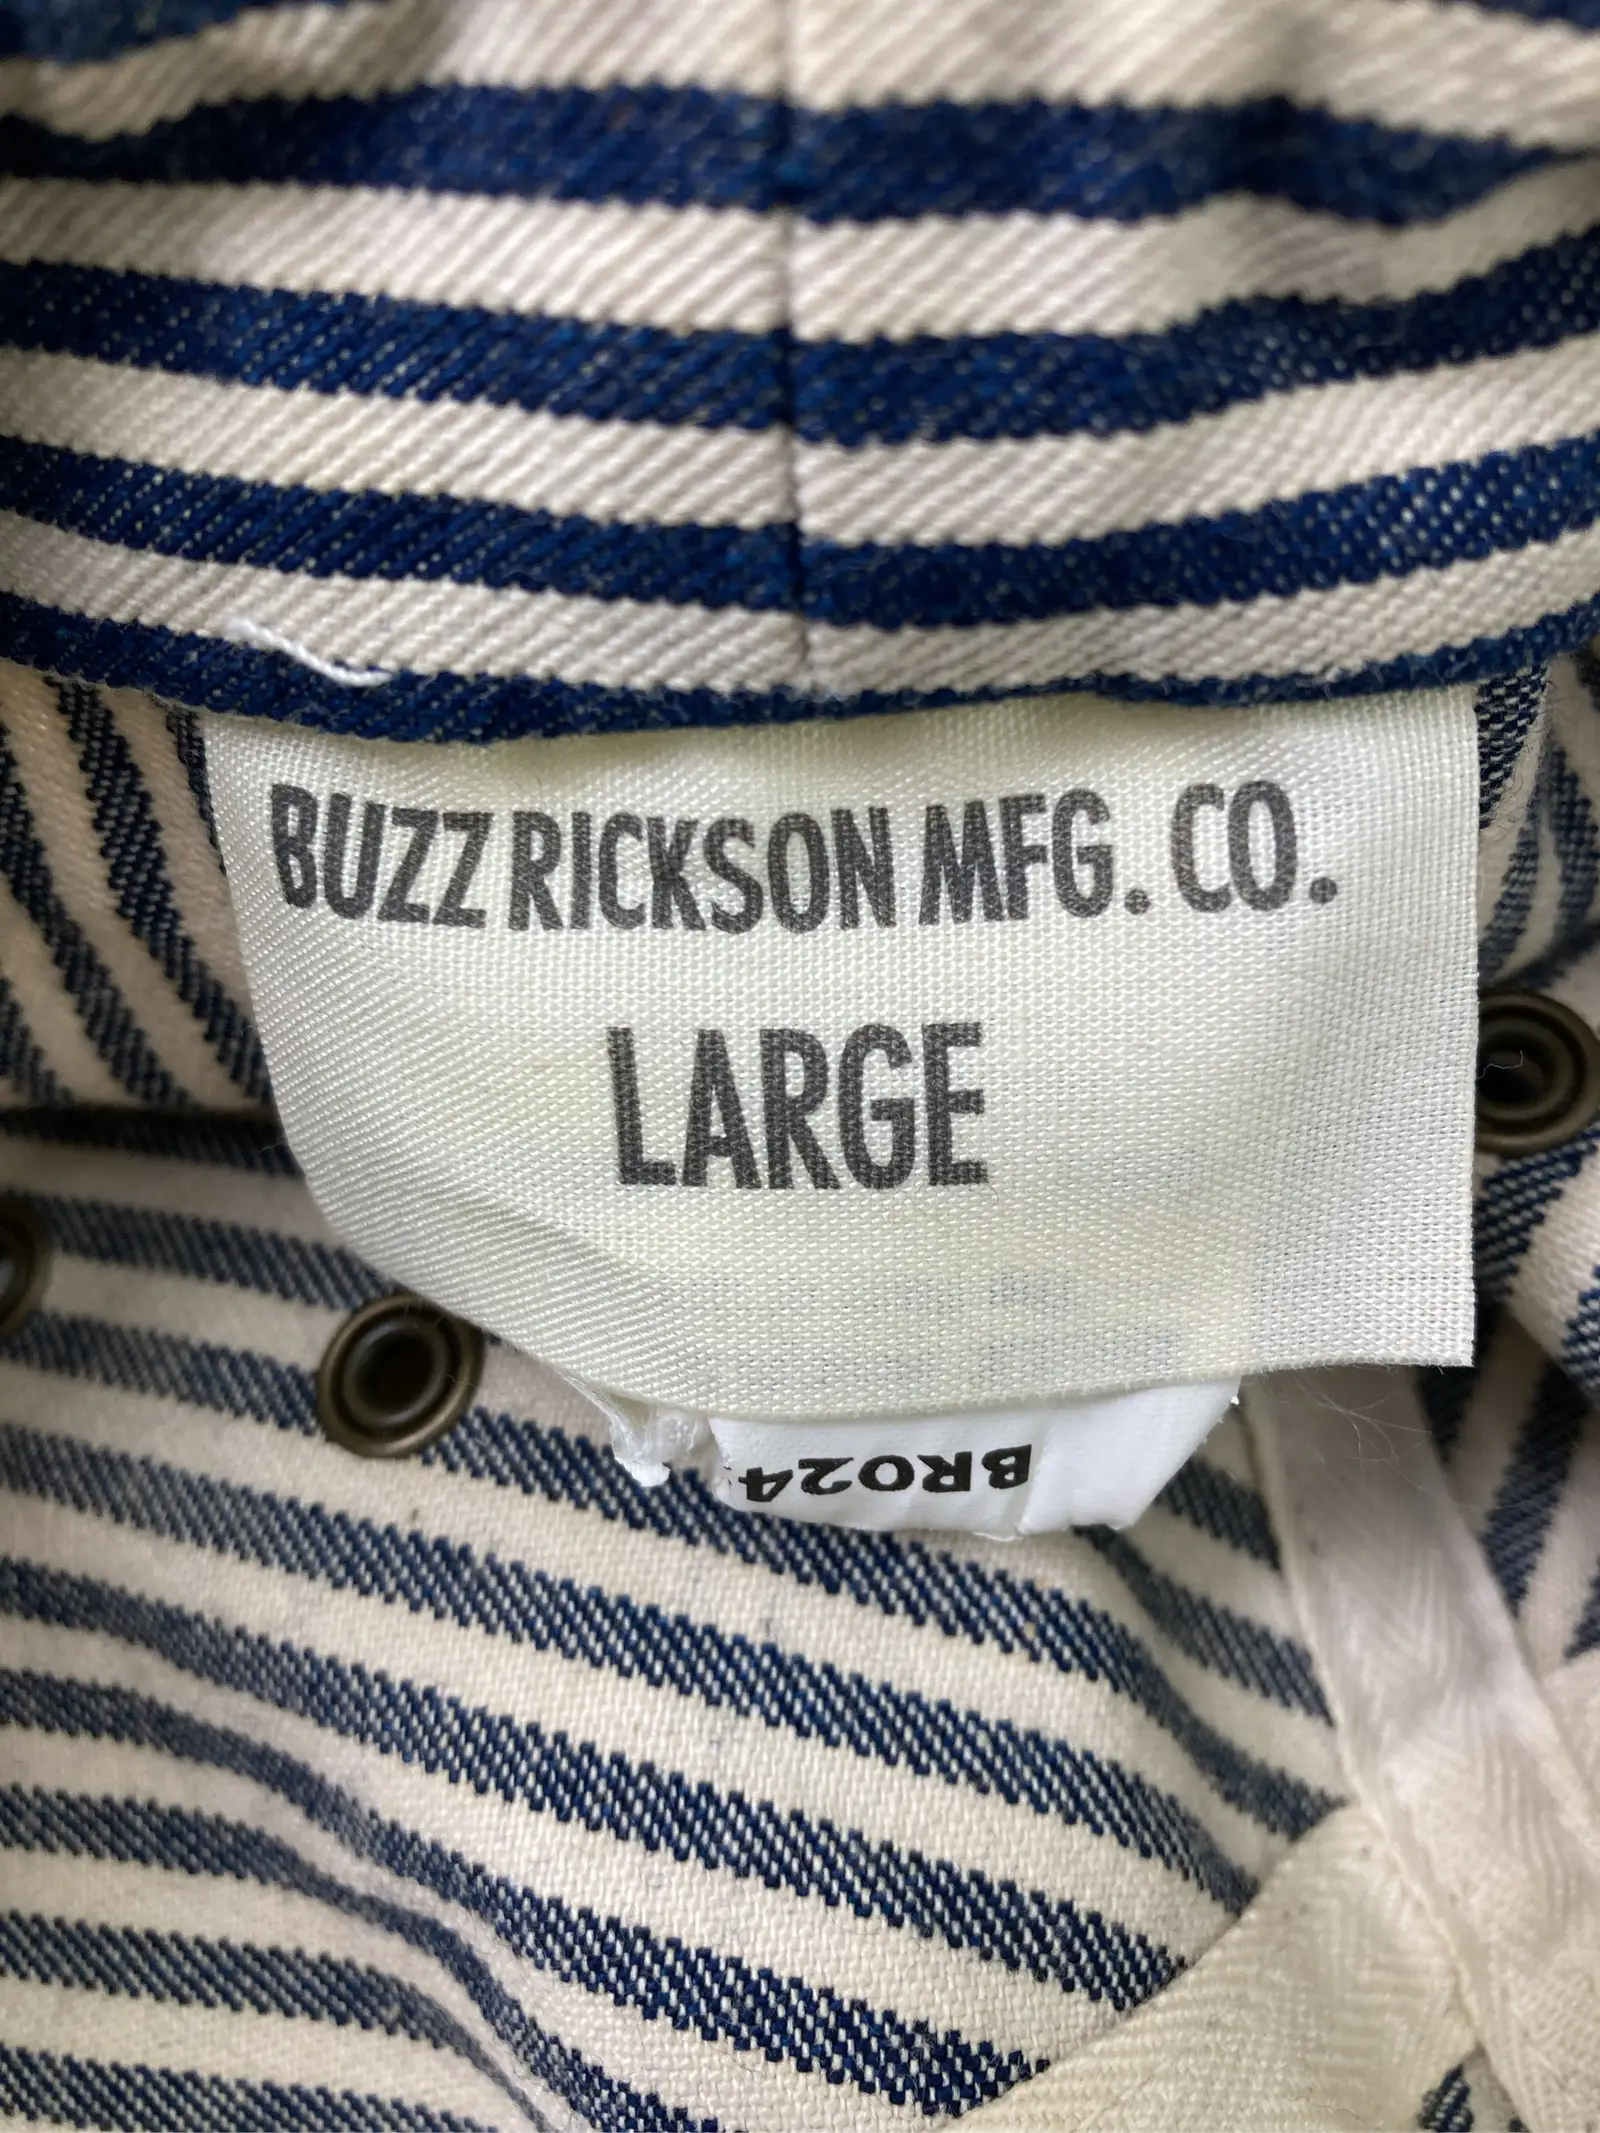 BUZZ RICKSON MFG. CO.
LARGE
BR024